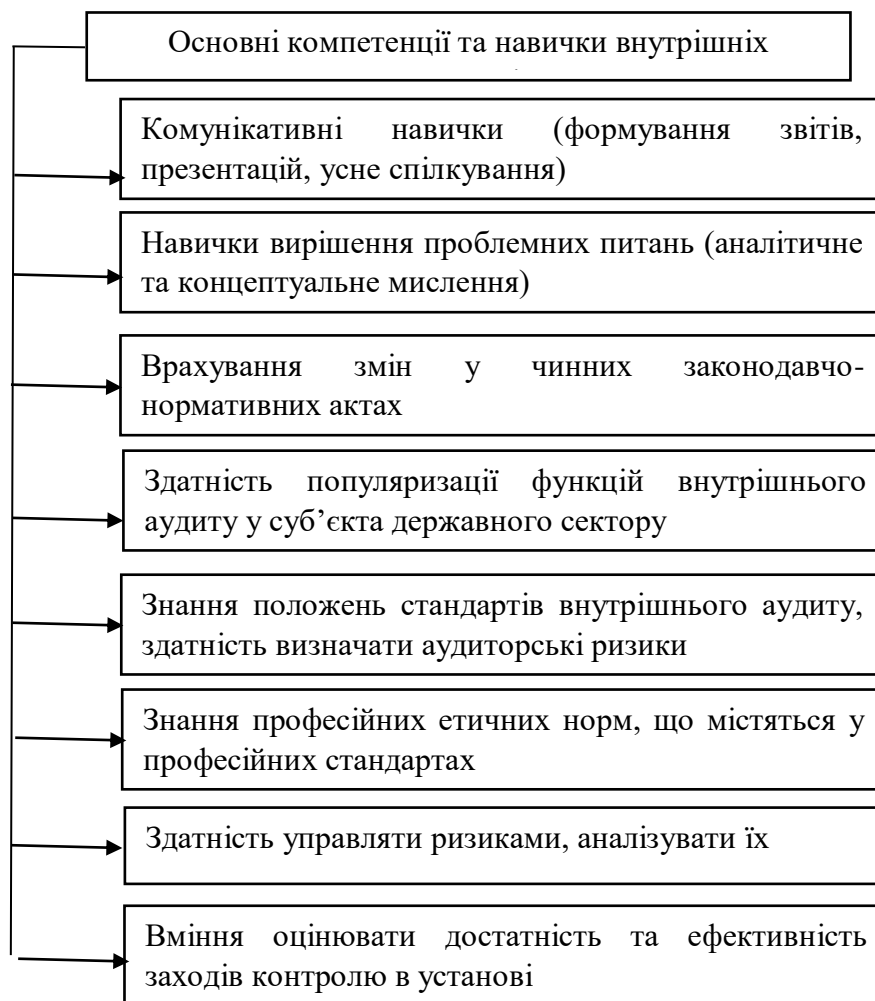 Основні компетенції та навички внутрішніх
Комунікативні навички (формування звітів,
презентацій, усне спілкування)
Навички вирішення проблемних питань (аналітичне
та концептуальне мислення)
Врахування змін у чинних законодавчо-
нормативних актах
Здатність популяризації функцій внутрішнього
аудиту у суб’єкта державного сектору
Знання положень стандартів внутрішнього аудиту,
здатність визначати аудиторські ризики
Знання професійних етичних норм, що містяться у
професійних стандартах
Здатність управляти ризиками, аналізувати їх
Вміння оцінювати достатність та ефективність
заходів контролю в установі